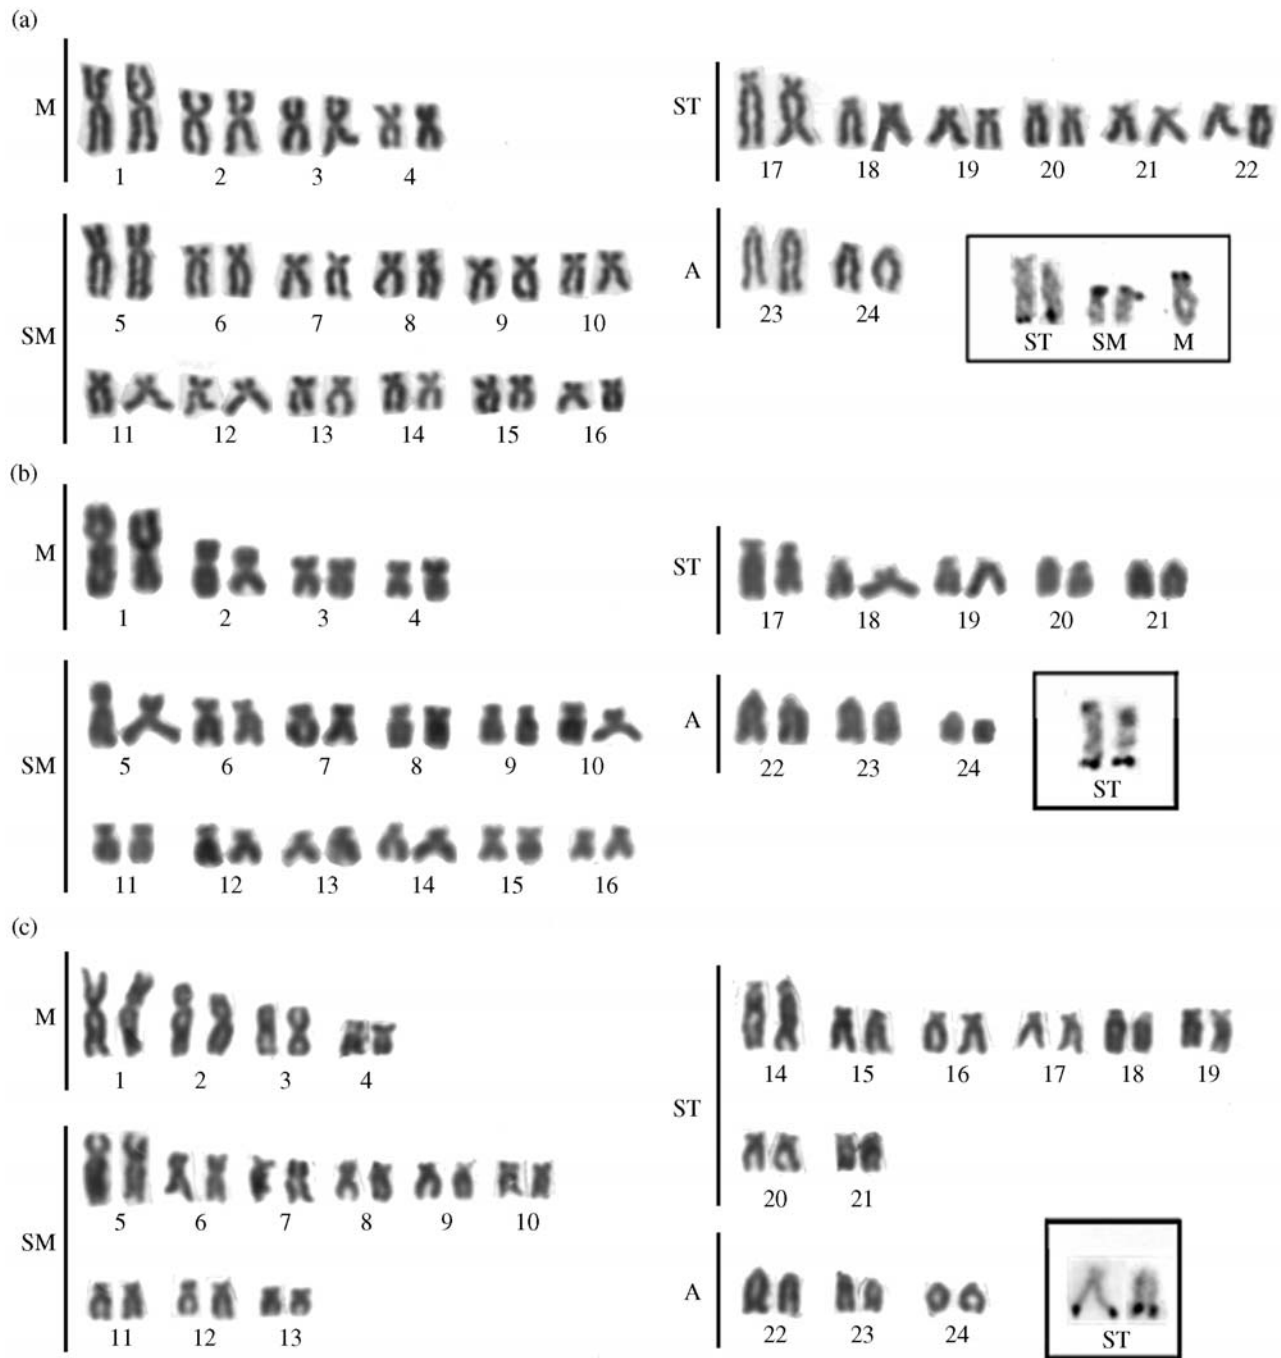 (a)
M
1 2 3 4
SM
5 6 7 8 9 10
11 12 13 14 15 16
ST
17 18 19 20 21 22
A
23 24
ST SM M
(b)
M
1 2 3 4
SM
5 6 7 8 9 10
11 12 13 14 15 16
ST
17 18 19 20 21
A
22 23 24
ST
(c)
M
1 2 3 4
SM
5 6 7 8 9 10
11 12 13
ST
14 15 16 17 18 19
20 21
A
22 23 24
ST